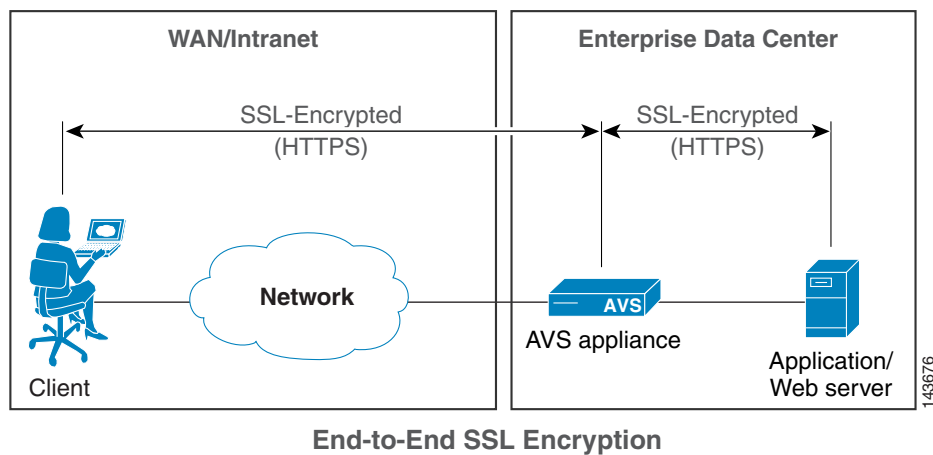 WAN/Intranet
Enterprise Data Center
SSL-Encrypted
(HTTPS)
SSL-Encrypted
(HTTPS)
Network
AVS
AVS appliance
Client
Application/
Web server
143676
End-to-End SSL Encryption